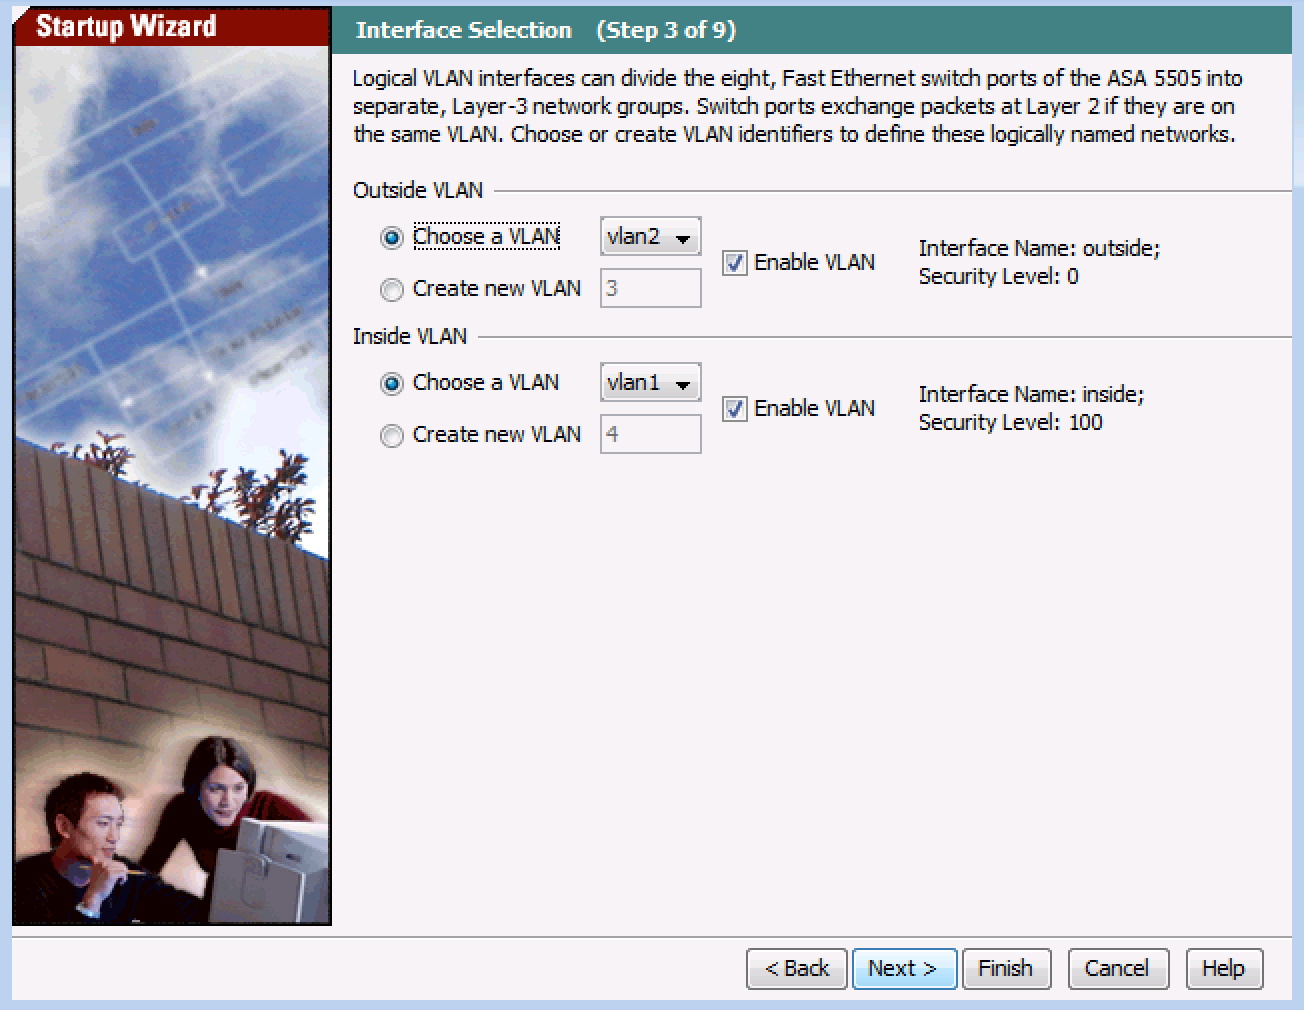 Startup Wizard
Interface Selection (Step 3 of 9)
Logical VLAN interfaces can divide the eight, Fast Ethernet switch ports of the ASA 5505 into
separate, Layer-3 network groups. Switch ports exchange packets at Layer 2 if they are on
the same VLAN. Choose or create VLAN identifiers to define these logically named networks.
Outside VLAN
Choose a VLAN vlan2
Enable VLAN
Interface Name: outside;
Security Level: 0
Create new VLAN 3
Inside VLAN
Choose a VLAN vlan1
Enable VLAN
Interface Name: inside;
Security Level: 100
Create new VLAN 4
< Back Next > Finish Cancel Help